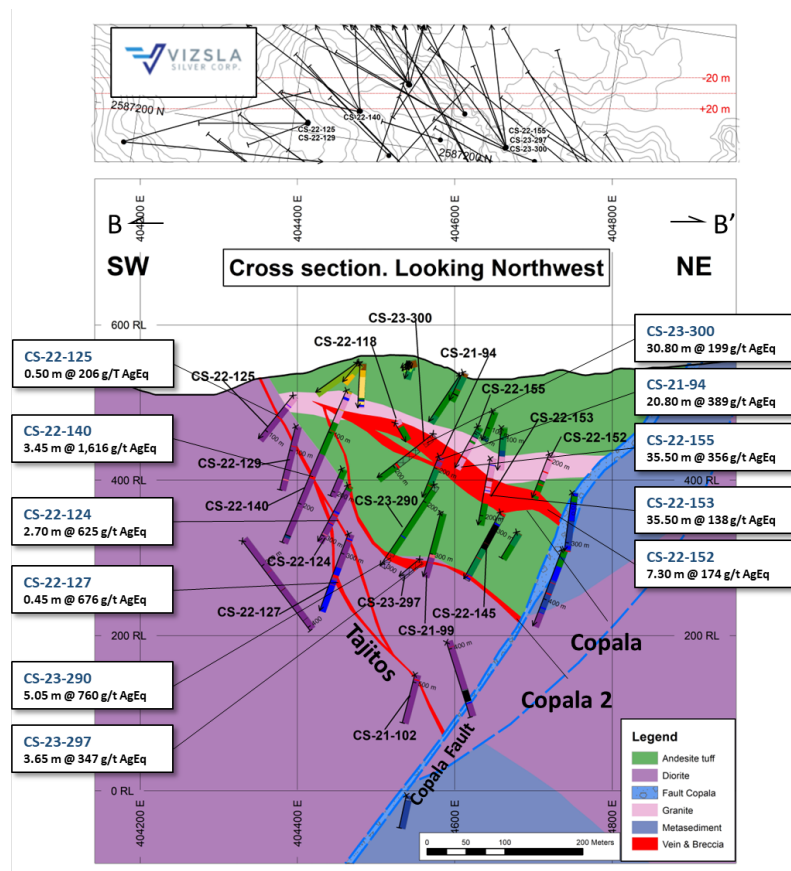 VIZSLA
SILVER CORP.
-20 m
+20 m
2587200 N
CS-22-140
CS-22-125
CS-22-129
CS-22-155
CS-23-297
CS-23-300
2587200 N
404200 E
404400 E
404600 E
404800 E
B
B'
SW
Cross section. Looking Northwest
NE
600 RL
CS-23-300
CS-22-118
CS-21-94
CS-22-125
CS-22-155
CS-22-153
CS-22-152
CS-22-129
400 RL
400 RL
CS-22-140
CS-23-290
CS-22-124
CS-23-297
CS-22-145
CS-22-127
CS-21-99
200 RL
200 RL
Tajitos
Copala
Copala 2
CS-21-102
Copala Fault
0 RL
CS-22-125
0.50 m @ 206 g/T AgEq
CS-22-140
3.45 m @ 1,616 g/t AgEq
CS-22-124
2.70 m @ 625 g/t AgEq
CS-22-127
0.45 m @ 676 g/t AgEq
CS-23-290
5.05 m @ 760 g/t AgEq
CS-23-297
3.65 m @ 347 g/t AgEq
CS-23-300
30.80 m @ 199 g/t AgEq
CS-21-94
20.80 m @ 389 g/t AgEq
CS-22-155
35.50 m @ 356 g/t AgEq
CS-22-153
35.50 m @ 138 g/t AgEq
CS-22-152
7.30 m @ 174 g/t AgEq
Legend
Andesite tuff
Diorite
Fault Copala
Granite
Metasediment
Vein & Breccia
0 50 100 200 Meters
404200 E
404400 E
404600 E
404800 E